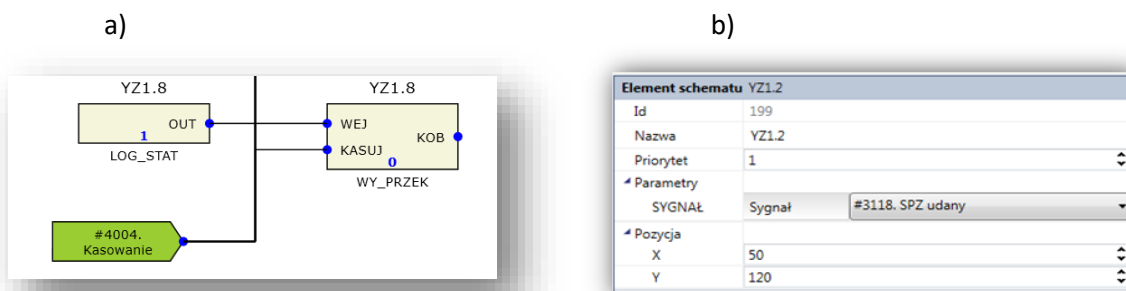 a)
b)
YZ1.8
YZ1.8
OUT
1
LOG_STAT
WEJ
KASUJ
KOB
0
WY_PRZEK
#4004.
Kasowanie
Element schematu YZ1.2
Id 199
Nazwa YZ1.2
Priorytet 1
Parametry
SYGNAŁ Sygnał #3118. SPZ udany
Pozycja
X 50
Y 120